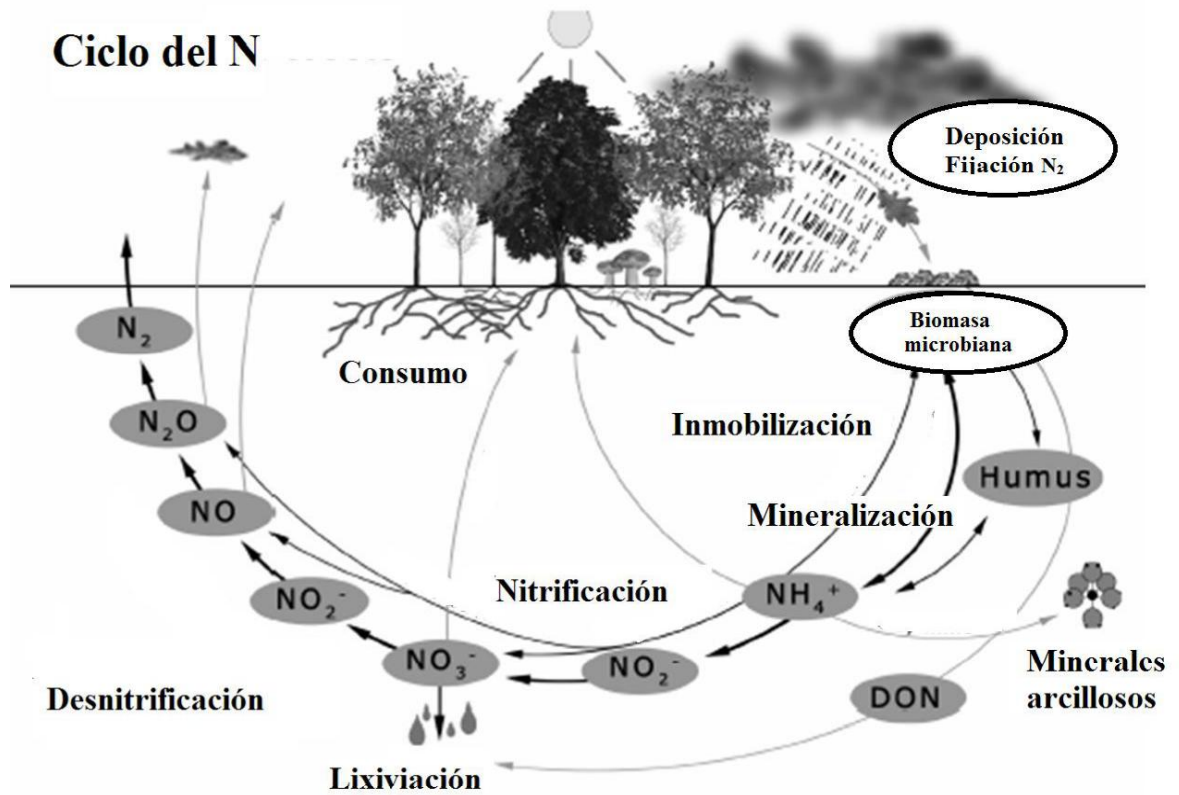 Ciclo del N
Deposición
Fijación N₂
N₂
Biomasa
microbiana
Consumo
N₂O
Inmobilización
Humus
NO
Mineralización
Nitrificación
NO₂⁻
NH₄⁺
NO₃⁻
NO₂⁻
Minerales
arcillosos
Desnitrificación
DON
Lixiviación